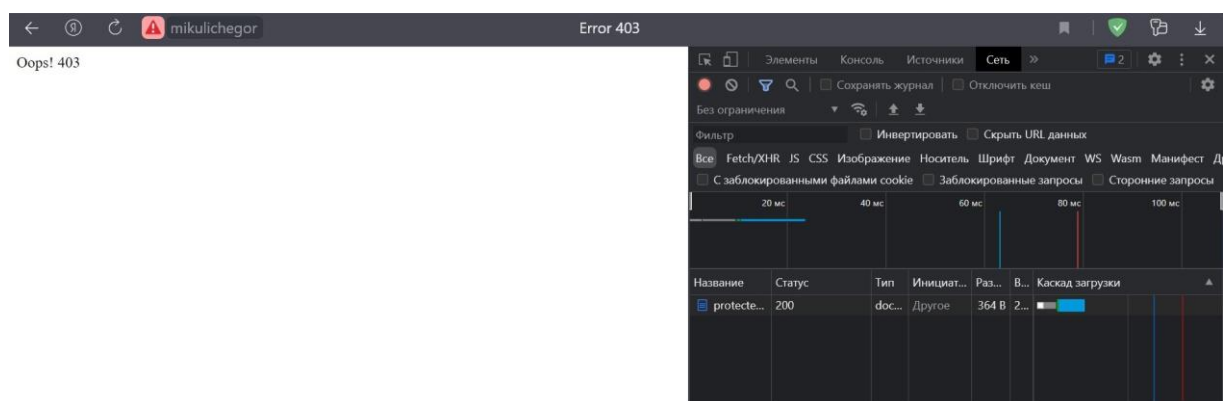 mikulichegor Error 403
Oops! 403
Элементы Консоль Источники Сеть » 2
Сохранять журнал Отключить кеш
Без ограничения
Фильтр Инвертировать Скрыть URL данных
Все Fetch/XHR JS CSS Изображение Носитель Шрифт Документ WS Wasm Манифест
С заблокированными файлами cookie Заблокированные запросы Сторонние запросы
20 мс 40 мс 60 мс 80 мс 100 мс
Название Статус Тип Инициат... Раз... В... Каскад загрузки
protecte... 200 doc... Другое 364 B 2...